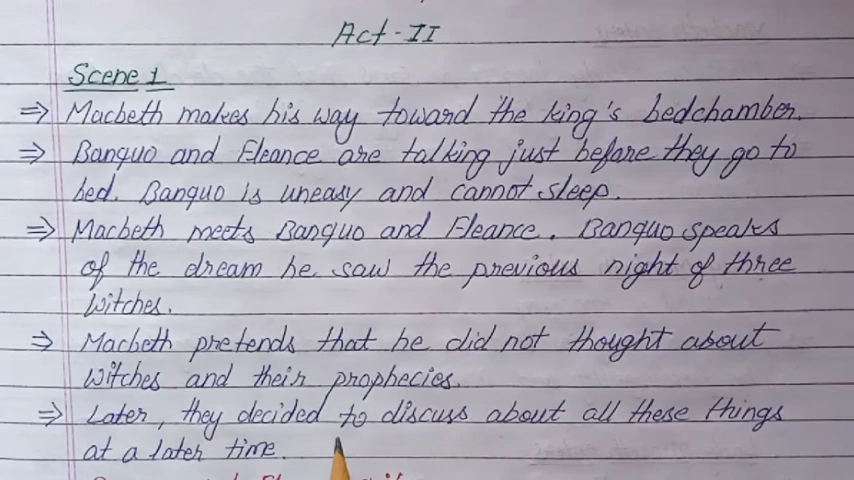 Act-II
Scene 1
⇒ Macbeth makes his way toward the king's bedchamber.
⇒ Banquo and Fleance are talking just before they go to
bed. Banquo is uneasy and cannot sleep.
⇒ Macbeth meets Banquo and Fleance. Banquo speaks
of the dream he saw the previous night of three
witches.
⇒ Macbeth pretends that he did not thought about
witches and their prophecies.
⇒ Later, they decided to discuss about all these things
at a later time.